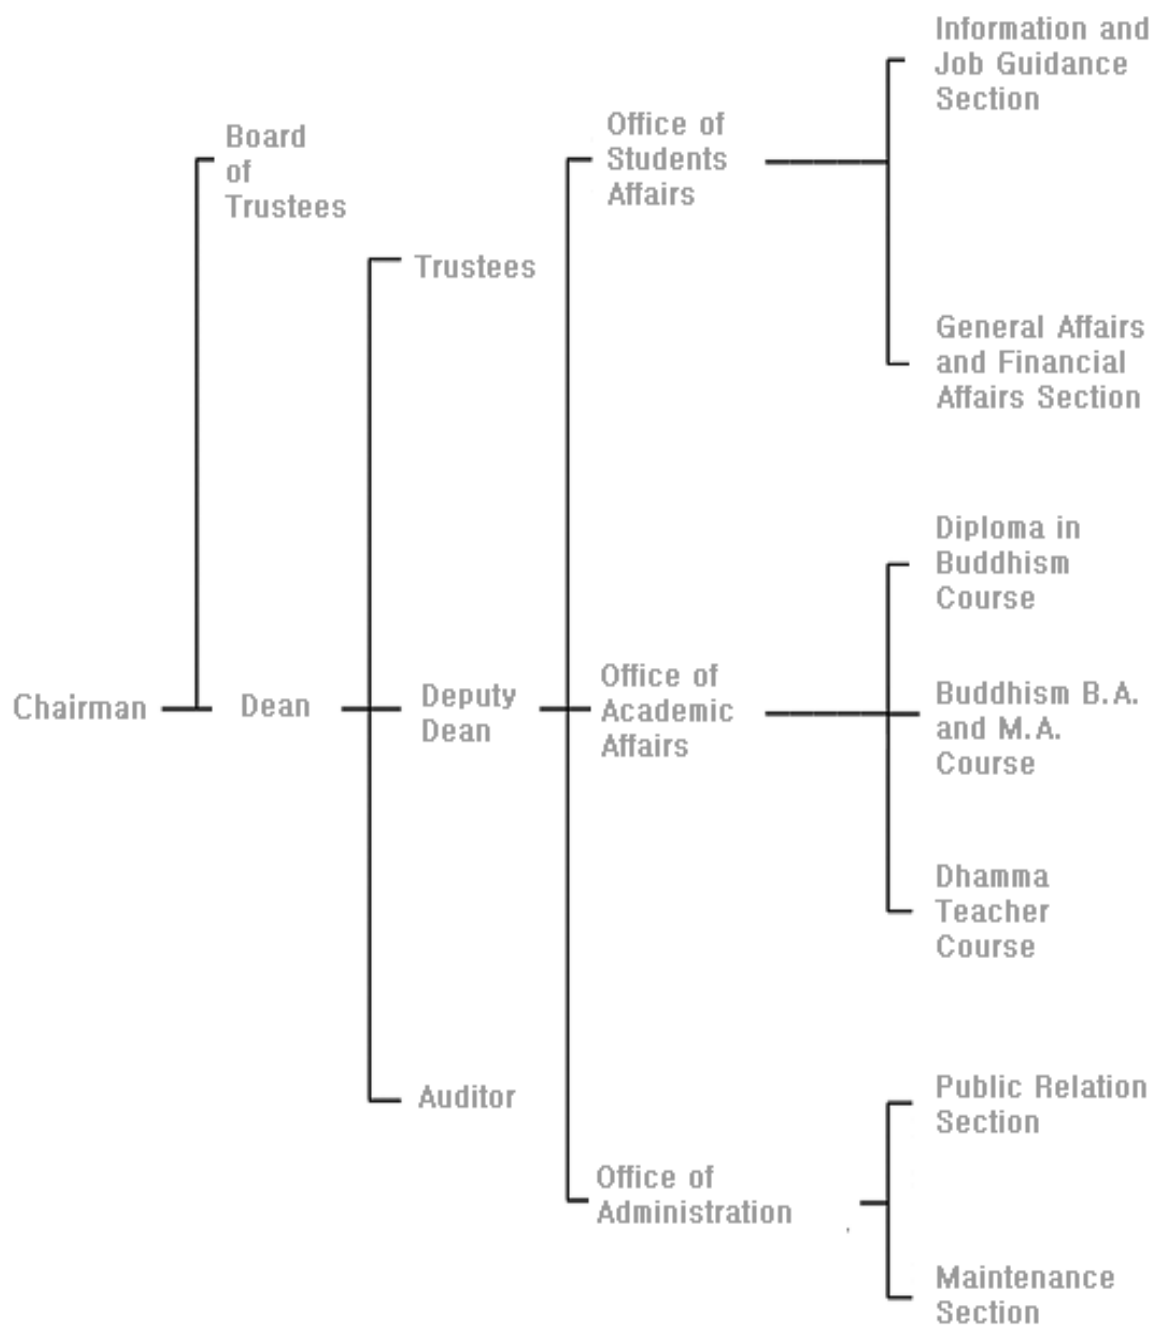 Information and
Job Guidance
Section
Office of
Students
Affairs
Board
of
Trustees
Trustees
General Affairs
and Financial
Affairs Section
Diploma in
Buddhism
Course
Chairman
Dean
Deputy
Dean
Office of
Academic
Affairs
Buddhism B.A.
and M.A.
Course
Dhamma
Teacher
Course
Auditor
Public Relation
Section
Office of
Administration
Maintenance
Section